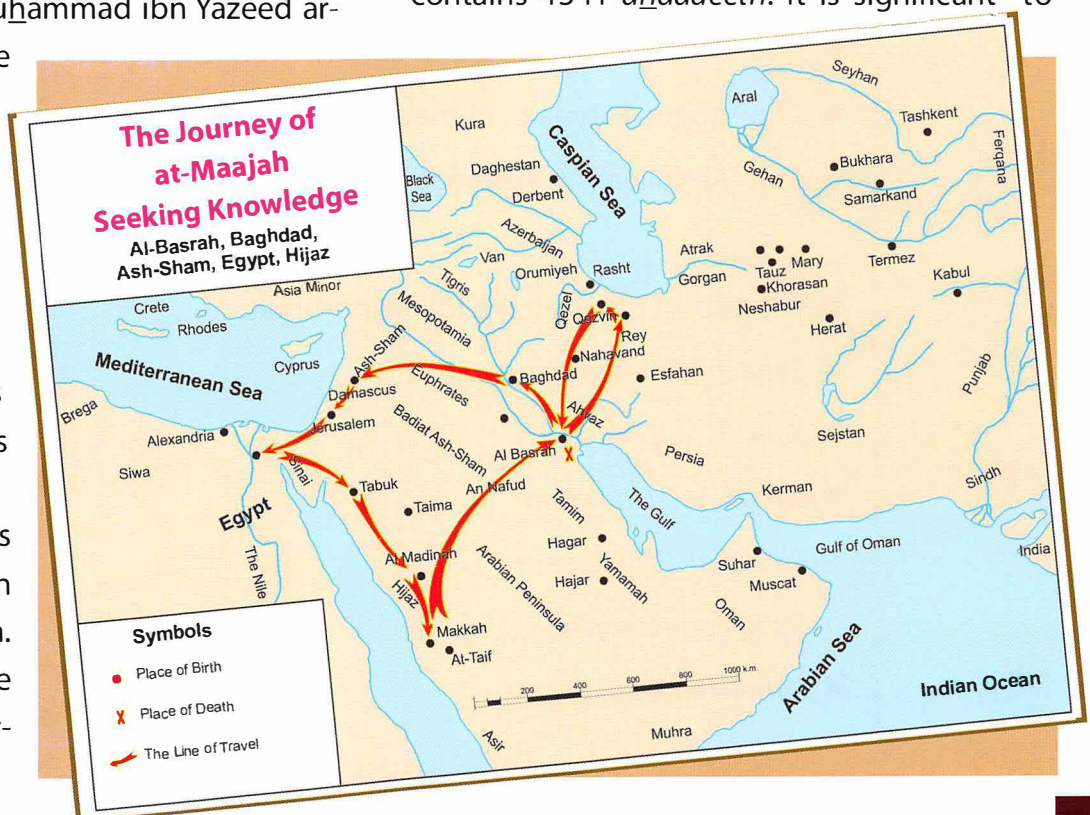 uhammad ibn Yazeed ar-
e
s
s
s
n
n.
e
contains 4341 ahaadeeth. It is significant to
The Journey of
at-Maajah
Seeking Knowledge
Al-Basrah, Baghdad,
Ash-Sham, Egypt, Hijaz
Kura
Daghestan
Derbent
Caspian Sea
Black
Sea
Aral
Seyhan
Tashkent
Ferqana
Bukhara
Gehan
Samarkand
Azerbaijan
Van
Orumiyeh
Rasht
Atrak
Gorgan
Tauz
Mary
Khorasan
Neshabur
Termez
Kabul
Herat
Asia Minor
Tigris
Mesopotamia
Qezel
Qezvin
Rey
Nahavand
Esfahan
Crete
Rhodes
Cyprus
Mediterranean Sea
Ash-Sham
Damascus
Jerusalem
Euphrates
Baghdad
Badiat Ash-Sham
Ahvaz
Al Basrah
Persia
Sejstan
Punjab
Sindh
India
Brega
Alexandria
Siwa
Sinai
Egypt
The Nile
Tabuk
Taima
An Nafud
Tamim
The Gulf
Kerman
Al Madinah
Hijaz
Arabian Peninsula
Hagar
Hajar
Yamamah
Suhar
Muscat
Gulf of Oman
Oman
Makkah
At-Taif
200
400
600
800
1000 k.m.
Asir
Muhra
Arabian Sea
Indian Ocean
Symbols
Place of Birth
X Place of Death
The Line of Travel
X